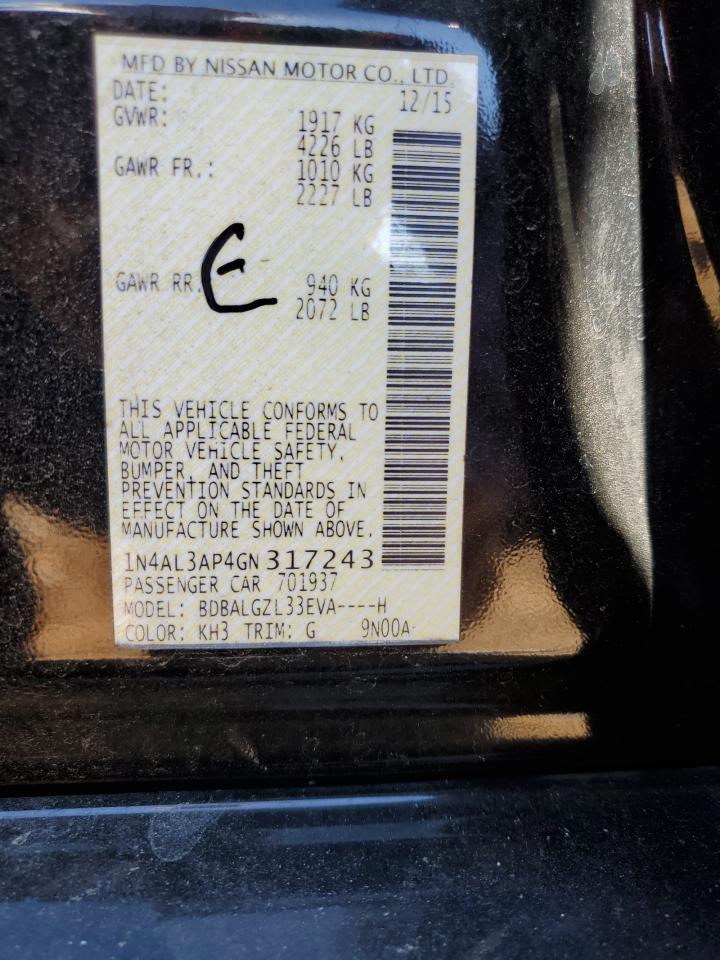 MFD BY NISSAN MOTOR CO., LTD.
DATE: 12/15
GVWR: 1917 KG
4226 LB
GAWR FR.: 1010 KG
2227 LB
E
GAWR RR. 940 KG
2072 LB
THIS VEHICLE CONFORMS TO
ALL APPLICABLE FEDERAL
MOTOR VEHICLE SAFETY,
BUMPER, AND THEFT
PREVENTION STANDARDS IN
EFFECT ON THE DATE OF
MANUFACTURE SHOWN ABOVE.
1N4AL3AP4GN317243
PASSENGER CAR 701937
MODEL: BDBALGZL33EVA----H
COLOR: KH3 TRIM: G 9N00A